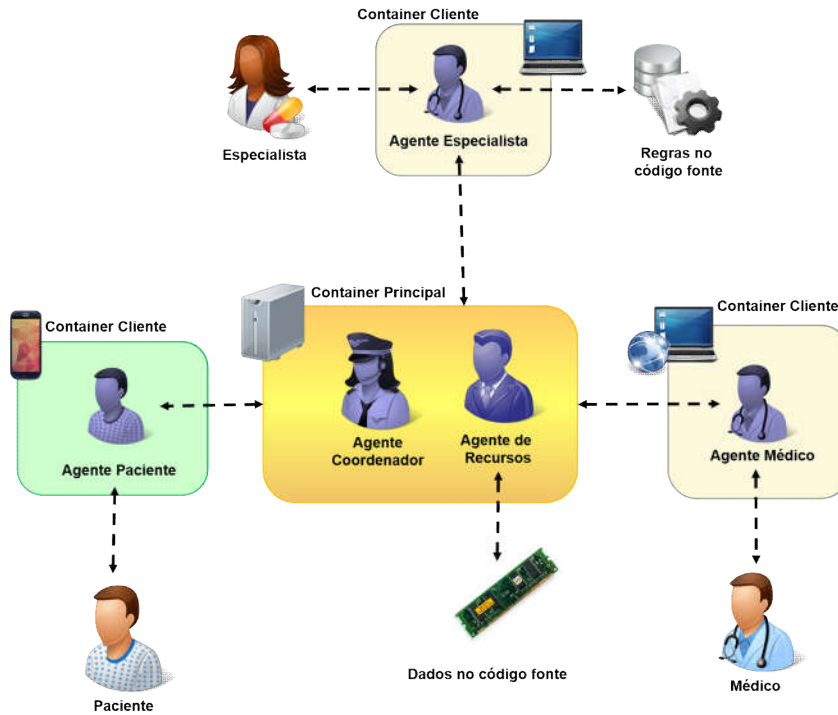 Container Cliente
Agente Especialista
Especialista
Regras no
código fonte
Container Principal
Container Cliente
Container Cliente
Agente
Coordenador
Agente de
Recursos
Agente Paciente
Agente Médico
Dados no código fonte
Paciente
Médico